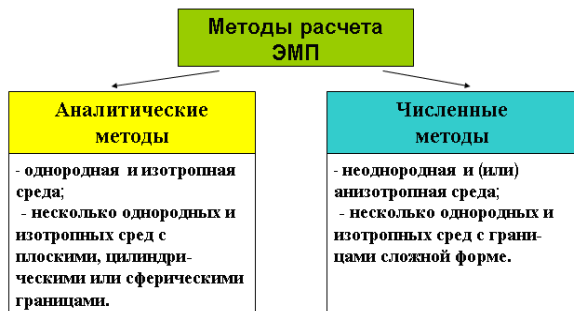 Методы расчета
ЭМП
Аналитические
методы
- однородная и изотропная
среда;
- несколько однородных и
изотропных сред с
плоскими, цилиндри-
ческими или сферическими
границами.
Численные
методы
- неоднородная и (или)
анизотропная среда;
- несколько однородных и
изотропных сред с грани-
цами сложной форме.